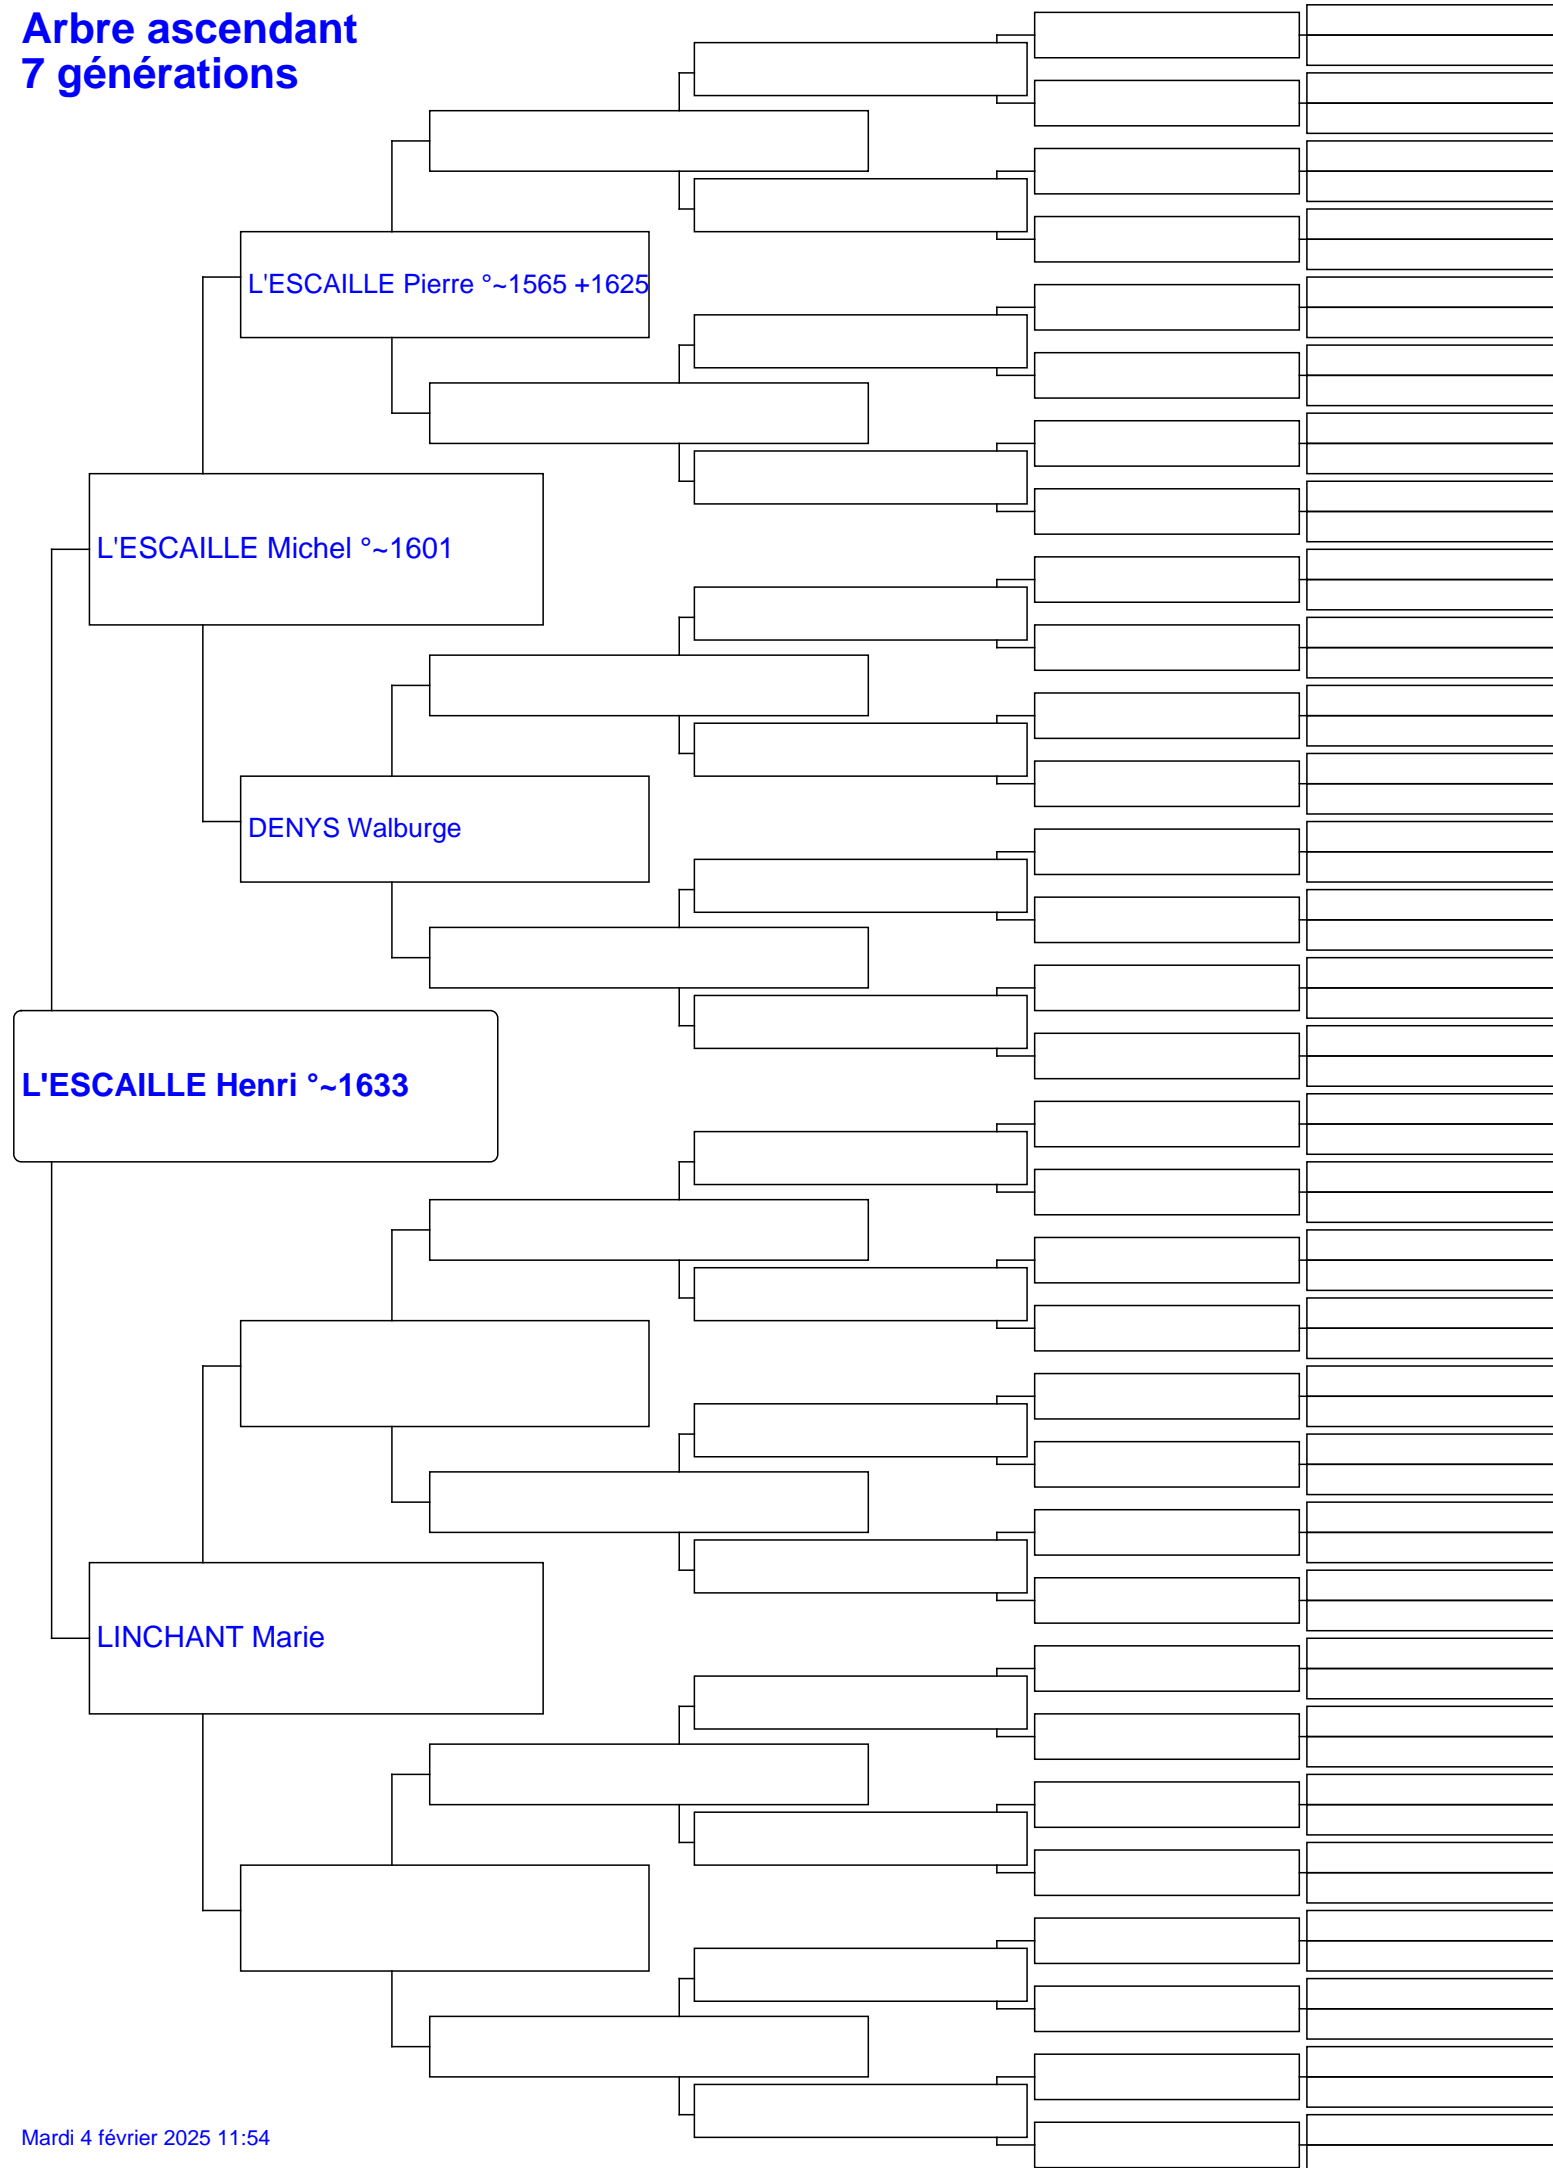 Arbre ascendant
7 générations
L'ESCAILLE Pierre °~1565 +1625
L'ESCAILLE Michel °~1601
DENYS Walburge
L'ESCAILLE Henri °~1633
LINCHANT Marie
Mardi 4 février 2025 11:54